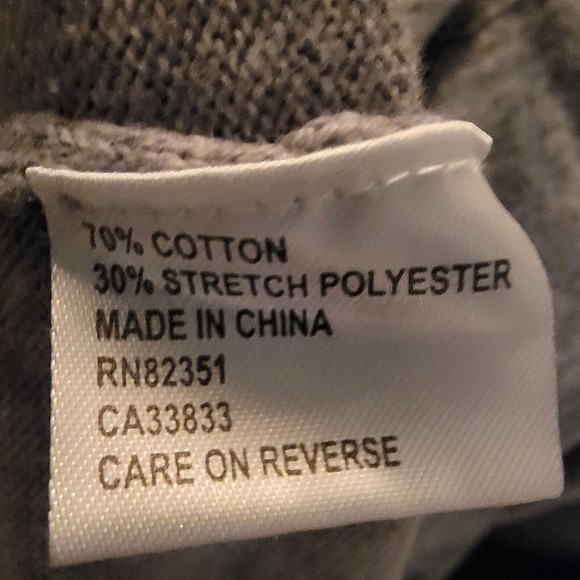 70% COTTON
30% STRETCH POLYESTER
MADE IN CHINA
RN82351
CA33833
CARE ON REVERSE